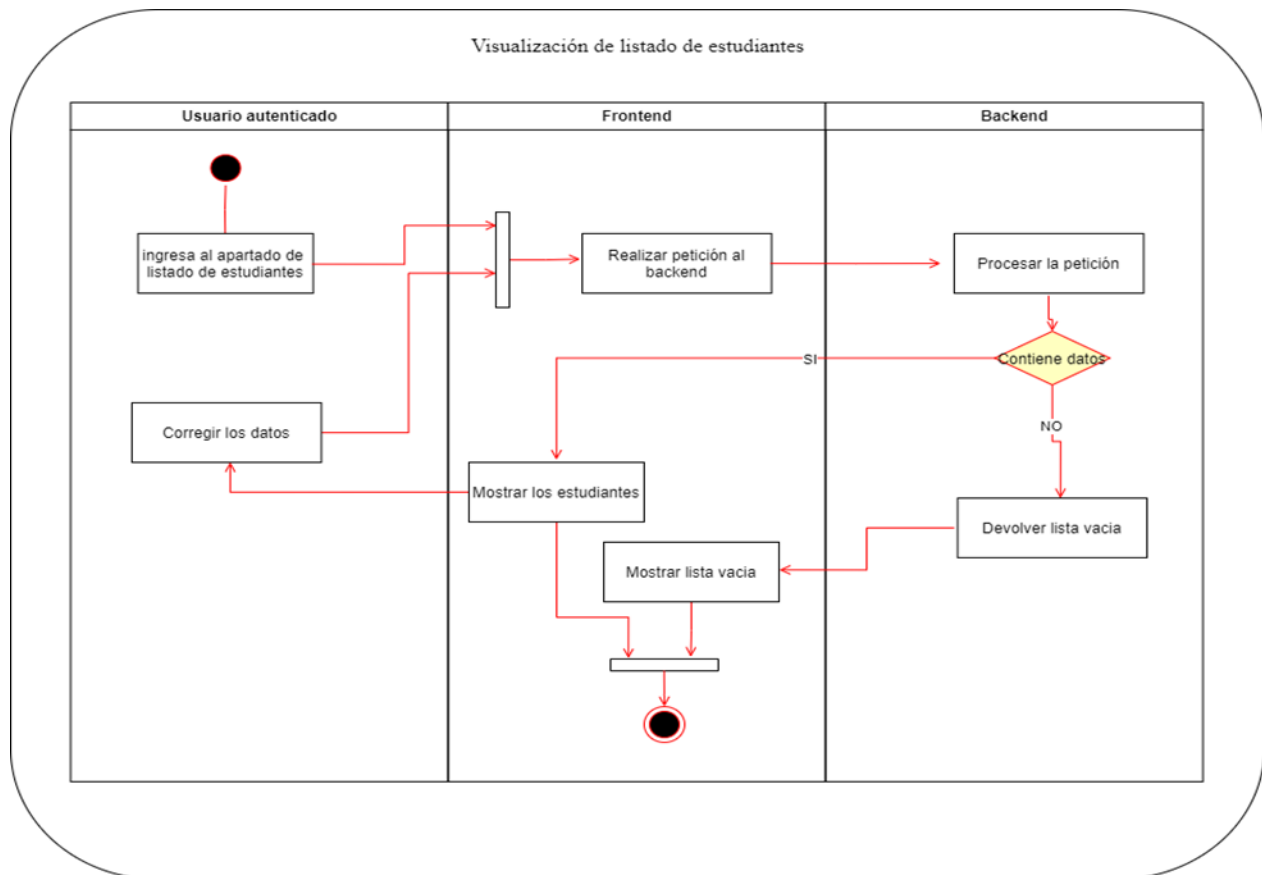 Visualización de listado de estudiantes
Usuario autenticado
Frontend
Backend
ingresa al apartado de
listado de estudiantes
Realizar petición al
backend
Procesar la petición
Contiene datos
SI
NO
Corregir los datos
Mostrar los estudiantes
Devolver lista vacia
Mostrar lista vacia